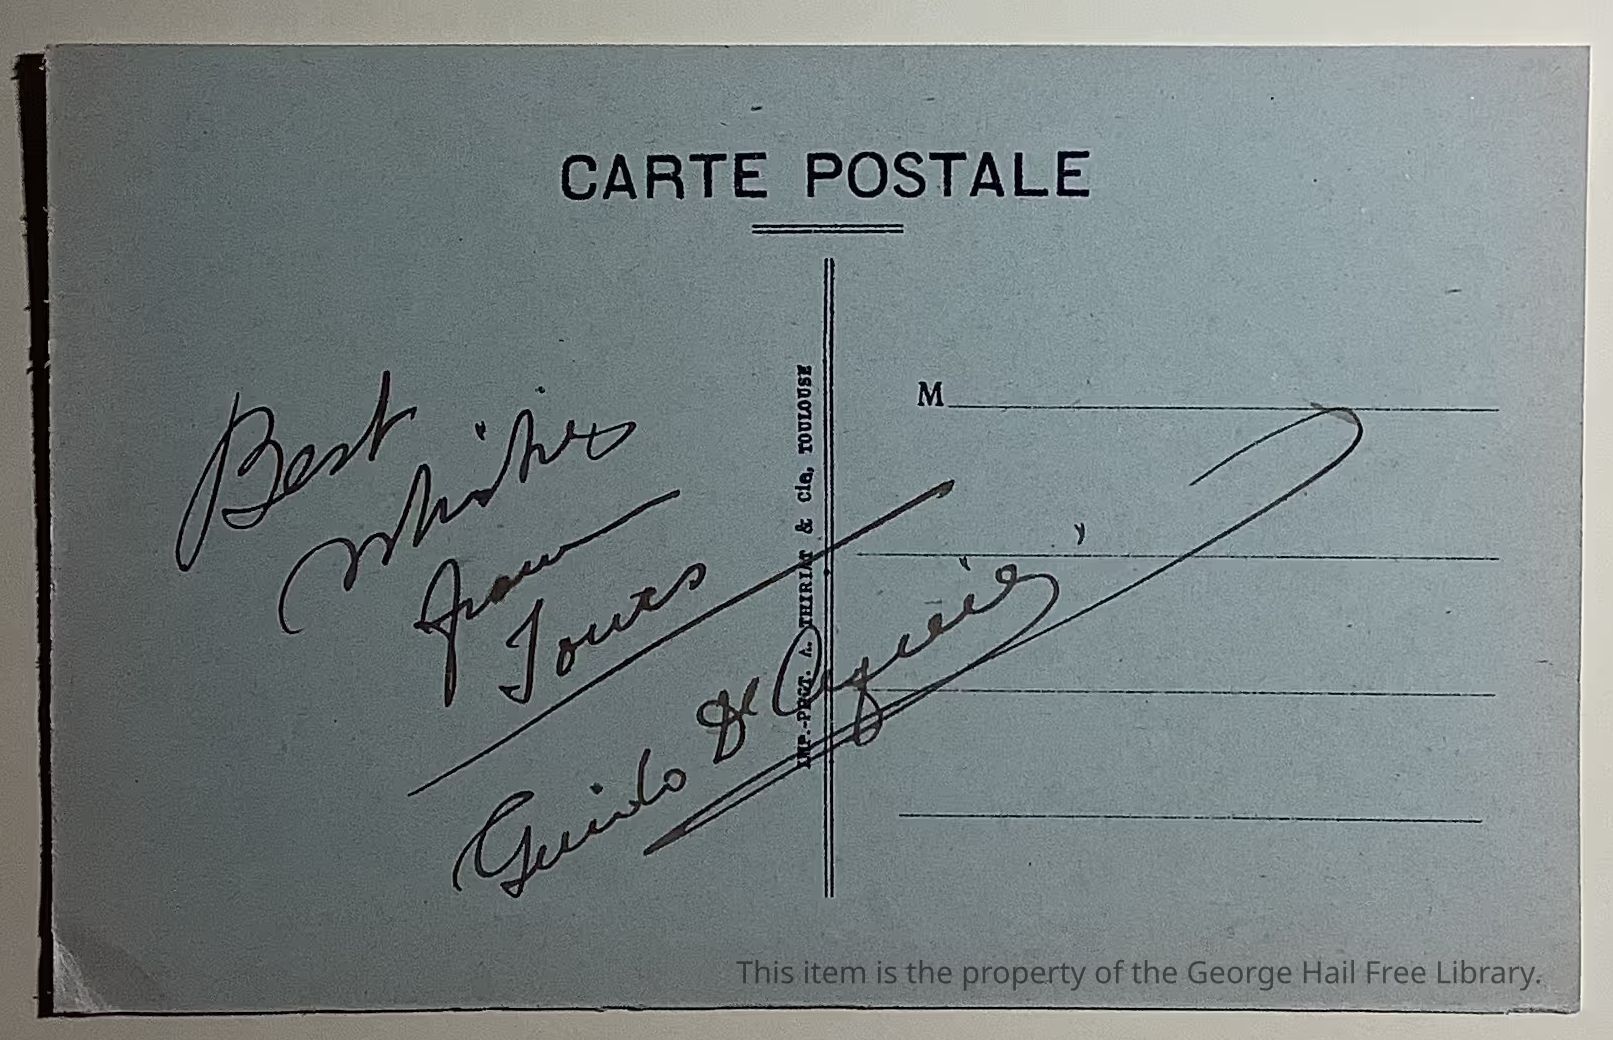 CARTE POSTALE
Best
Wishes
from
Tours
Guido
M
IMP.-PAGT. A. THIRIAT & Cie, TOULOUSE
This item is the property of the George Hail Free Library.